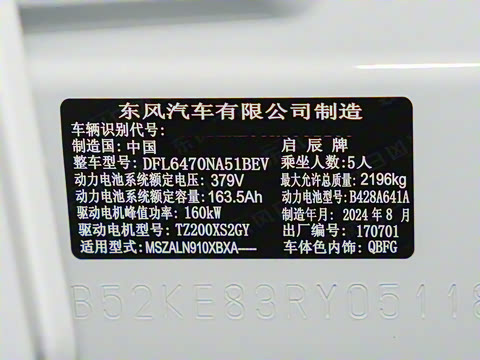 东风汽车有限公司制造
车辆识别代号:
制造国: 中国 启辰牌
整车型号: DFL6470NA51BEV 乘坐人数: 5人
动力电池系统额定电压: 379V 最大允许总质量: 2196kg
动力电池系统额定容量: 163.5Ah 动力电池型号: B428A641A
驱动电机峰值功率: 160kW 制造年月: 2024年8月
驱动电机型号: TZ200XS2GY 出厂编号: 170701
适用型式: MSZALN910XBXA—— 车体色内饰: QBFG
B52KE83RY05118